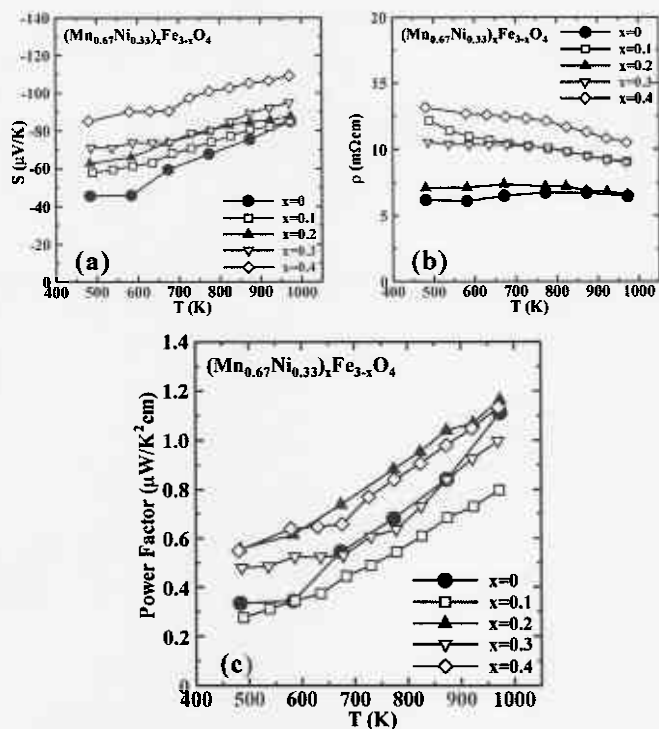 (Mn0.67Ni0.33)xFe3-xO4
-140
-120
-100
-80
-60
-40
-20
0
S (μV/K)
x=0
x=0.1
x=0.2
x=0.3
x=0.4
(a)
400 500 600 700 800 900 1000
T (K)
(Mn0.67Ni0.33)xFe3-xO4
20
15
10
5
0
ρ (mΩcm)
x=0
x=0.1
x=0.2
x=0.3
x=0.4
(b)
400 500 600 700 800 900 1000
T (K)
(Mn0.67Ni0.33)xFe3-xO4
1.4
1.2
1.0
0.8
0.6
0.4
0.2
0
Power Factor (μW/K²cm)
x=0
x=0.1
x=0.2
x=0.3
x=0.4
(c)
400 500 600 700 800 900 1000
T (K)